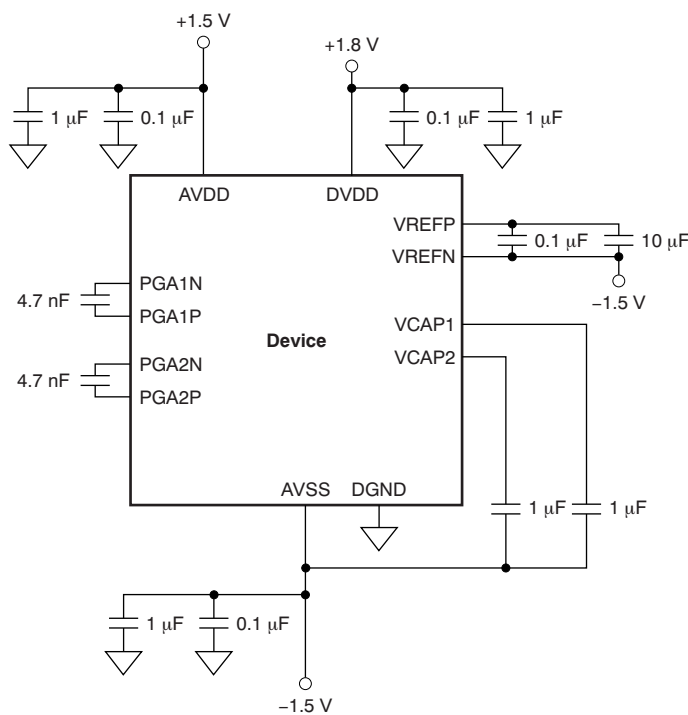 +1.5 V
+1.8 V
1 μF
0.1 μF
0.1 μF
1 μF
AVDD
DVDD
VREFP
0.1 μF
10 μF
VREFN
PGA1N
4.7 nF
−1.5 V
PGA1P
VCAP1
Device
PGA2N
VCAP2
4.7 nF
PGA2P
AVSS
DGND
1 μF
1 μF
1 μF
0.1 μF
−1.5 V